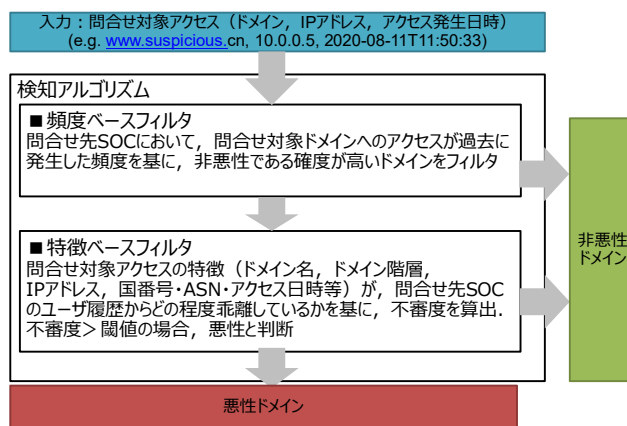 入力：問合せ対象アクセス（ドメイン，IPアドレス，アクセス発生日時）
(e.g. www.suspicious.cn, 10.0.0.5, 2020-08-11T11:50:33)
検知アルゴリズム
■頻度ベースフィルタ
問合せ先SOCにおいて，問合せ対象ドメインへのアクセスが過去に
発生した頻度を基に，非悪性である確度が高いドメインをフィルタ
■特徴ベースフィルタ
問合せ対象アクセスの特徴（ドメイン名，ドメイン階層，
IPアドレス，国番号・ASN・アクセス日時等）が，問合せ先SOC
のユーザ履歴からどの程度乖離しているかを基に，不審度を算出．
不審度＞閾値の場合，悪性と判断
非悪性
ドメイン
悪性ドメイン